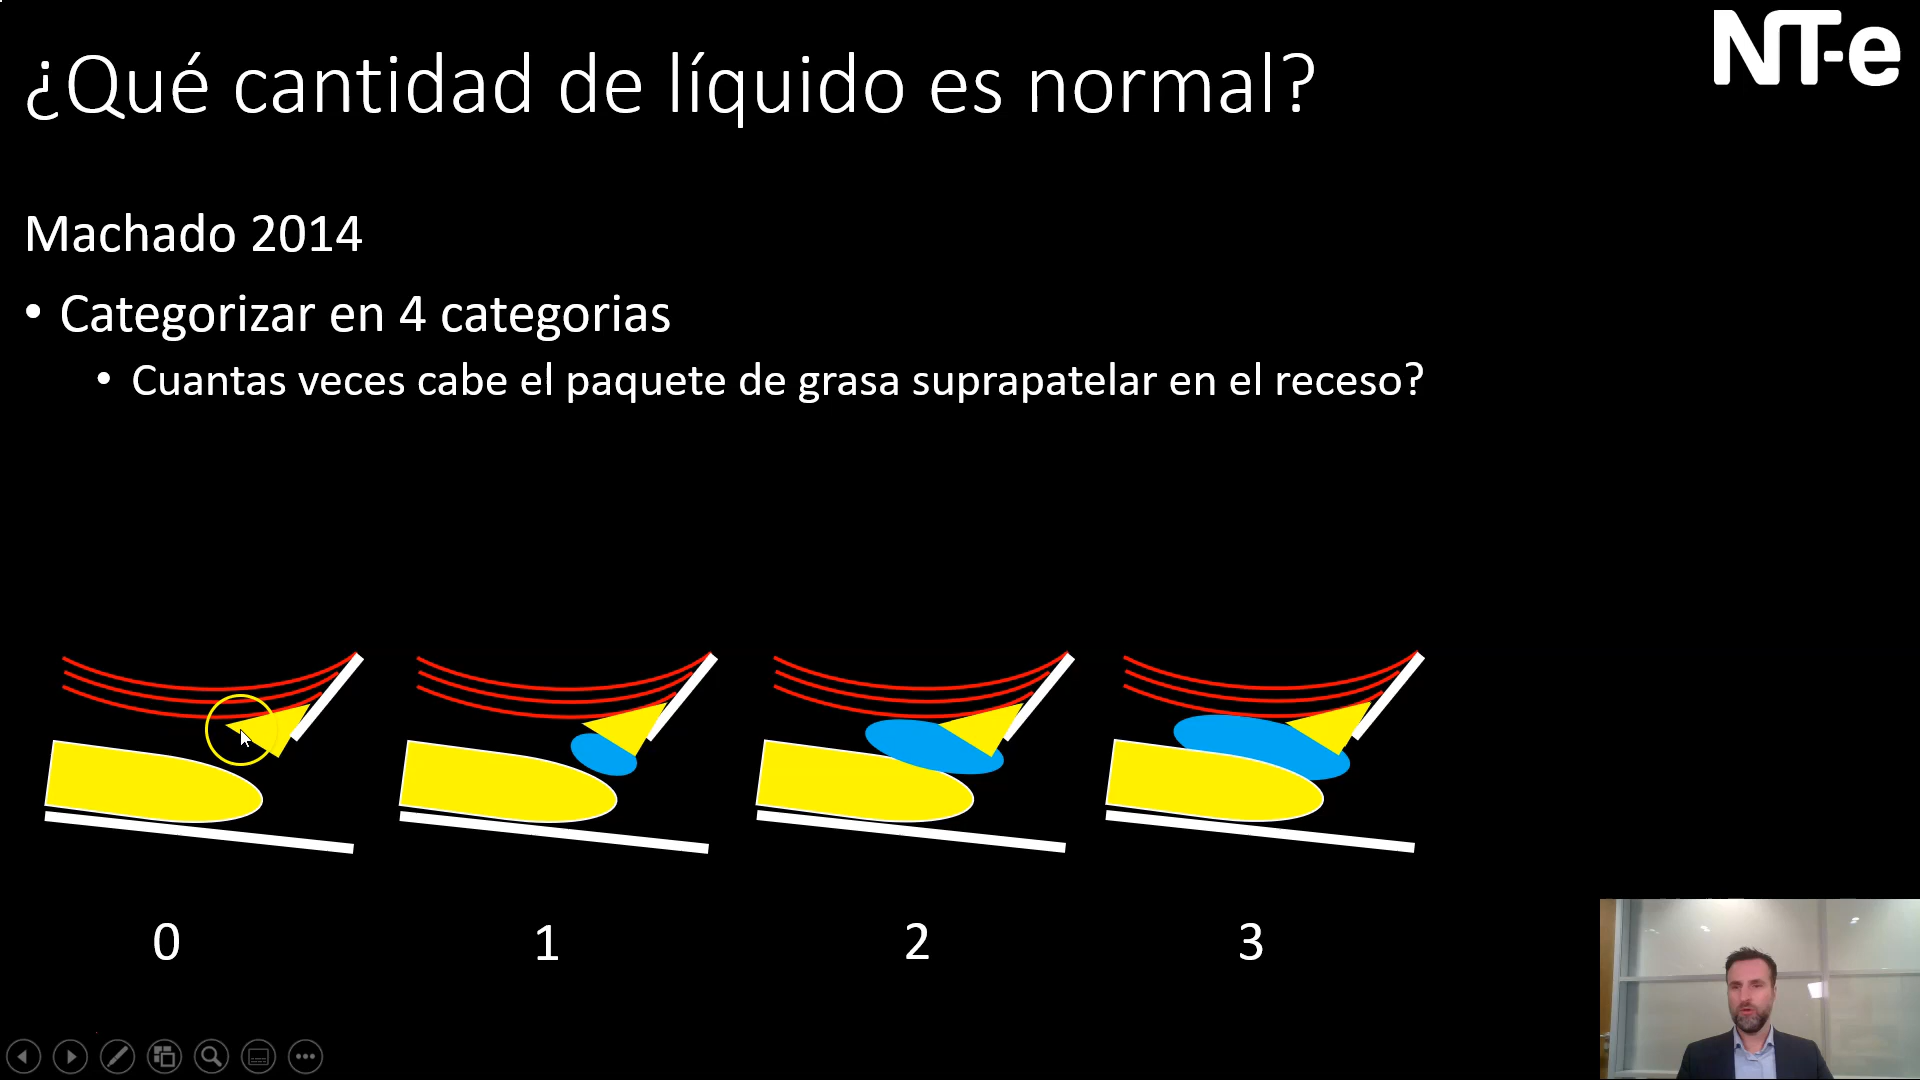 ¿Qué cantidad de líquido es normal?
NT-e
Machado 2014
• Categorizar en 4 categorias
• Cuantas veces cabe el paquete de grasa suprapatelar en el receso?
0
1
2
3